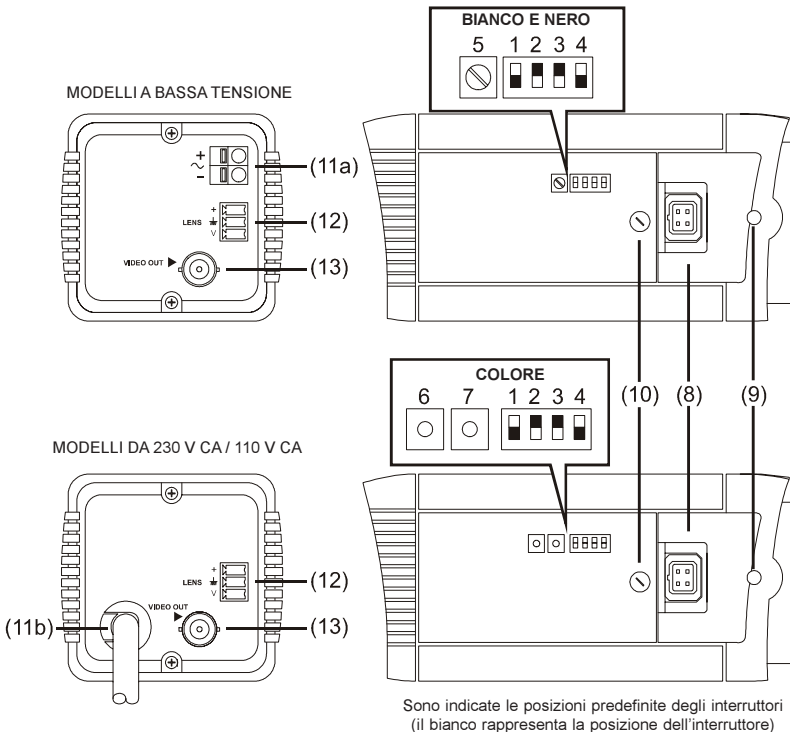 BIANCO E NERO
5 1 2 3 4
MODELLI A BASSA TENSIONE
+
~
-
(11a)
+
LENS
V
(12)
VIDEO OUT
(13)
COLORE
6 7 1 2 3 4
(10) (8) (9)
MODELLI DA 230 V CA / 110 V CA
+
LENS
V
(12)
VIDEO OUT
(11b)
(13)
Sono indicate le posizioni predefinite degli interruttori
(il bianco rappresenta la posizione dell'interruttore)